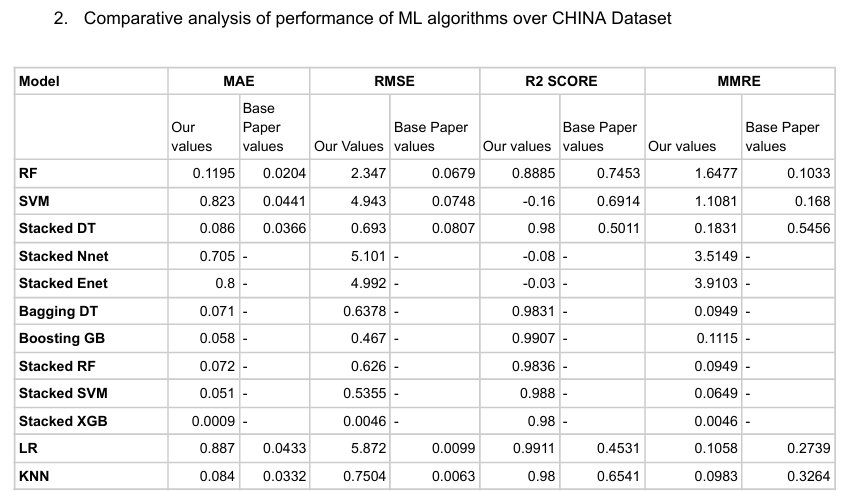 2. Comparative analysis of performance of ML algorithms over CHINA Dataset
Model MAE RMSE R2 SCORE MMRE
Our values Base Paper values Our Values Base Paper values Our values Base Paper values Our values Base Paper values
RF 0.1195 0.0204 2.347 0.0679 0.8885 0.7453 1.6477 0.1033
SVM 0.823 0.0441 4.943 0.0748 -0.16 0.6914 1.1081 0.168
Stacked DT 0.086 0.0366 0.693 0.0807 0.98 0.5011 0.1831 0.5456
Stacked Nnet 0.705 - 5.101 - -0.08 - 3.5149 -
Stacked Enet 0.8 - 4.992 - -0.03 - 3.9103 -
Bagging DT 0.071 - 0.6378 - 0.9831 - 0.0949 -
Boosting GB 0.058 - 0.467 - 0.9907 - 0.1115 -
Stacked RF 0.072 - 0.626 - 0.9836 - 0.0949 -
Stacked SVM 0.051 - 0.5355 - 0.988 - 0.0649 -
Stacked XGB 0.0009 - 0.0046 - 0.98 - 0.0046 -
LR 0.887 0.0433 5.872 0.0099 0.9911 0.4531 0.1058 0.2739
KNN 0.084 0.0332 0.7504 0.0063 0.98 0.6541 0.0983 0.3264